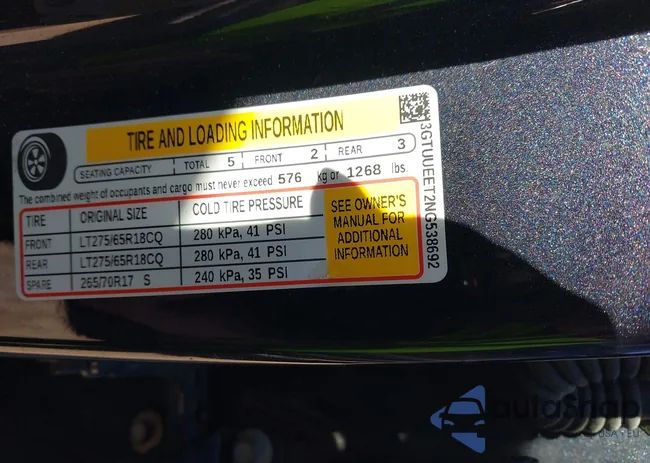 TIRE AND LOADING INFORMATION
SEATING CAPACITY TOTAL 5 FRONT 2 REAR 3
The combined weight of occupants and cargo must never exceed 576 kg or 1268 lbs.
TIRE ORIGINAL SIZE COLD TIRE PRESSURE
FRONT LT275/65R18CQ 280 kPa, 41 PSI
REAR LT275/65R18CQ 280 kPa, 41 PSI
SPARE 265/70R17 S 240 kPa, 35 PSI
SEE OWNER'S
MANUAL FOR
ADDITIONAL
INFORMATION
3GTUUEET2NG538692
autashap
USA - EU